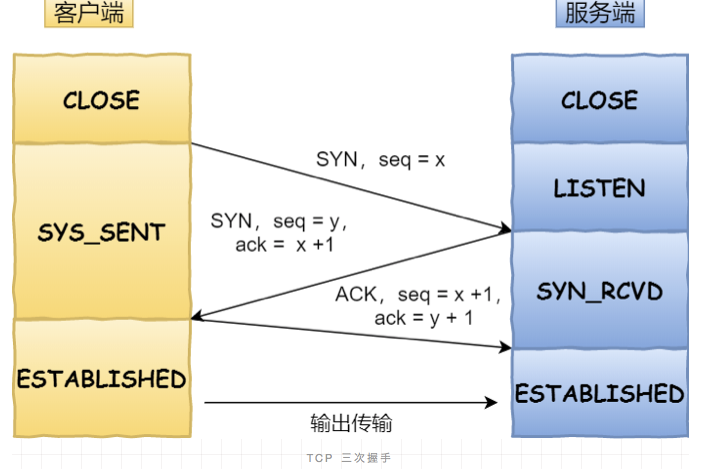 客户端
服务端
CLOSE
CLOSE
SYN，seq = x
LISTEN
SYS_SENT
SYN，seq = y,
ack = x +1
SYN_RCVD
ACK，seq = x +1,
ack = y + 1
ESTABLISHED
ESTABLISHED
输出传输
TCP 三次握手